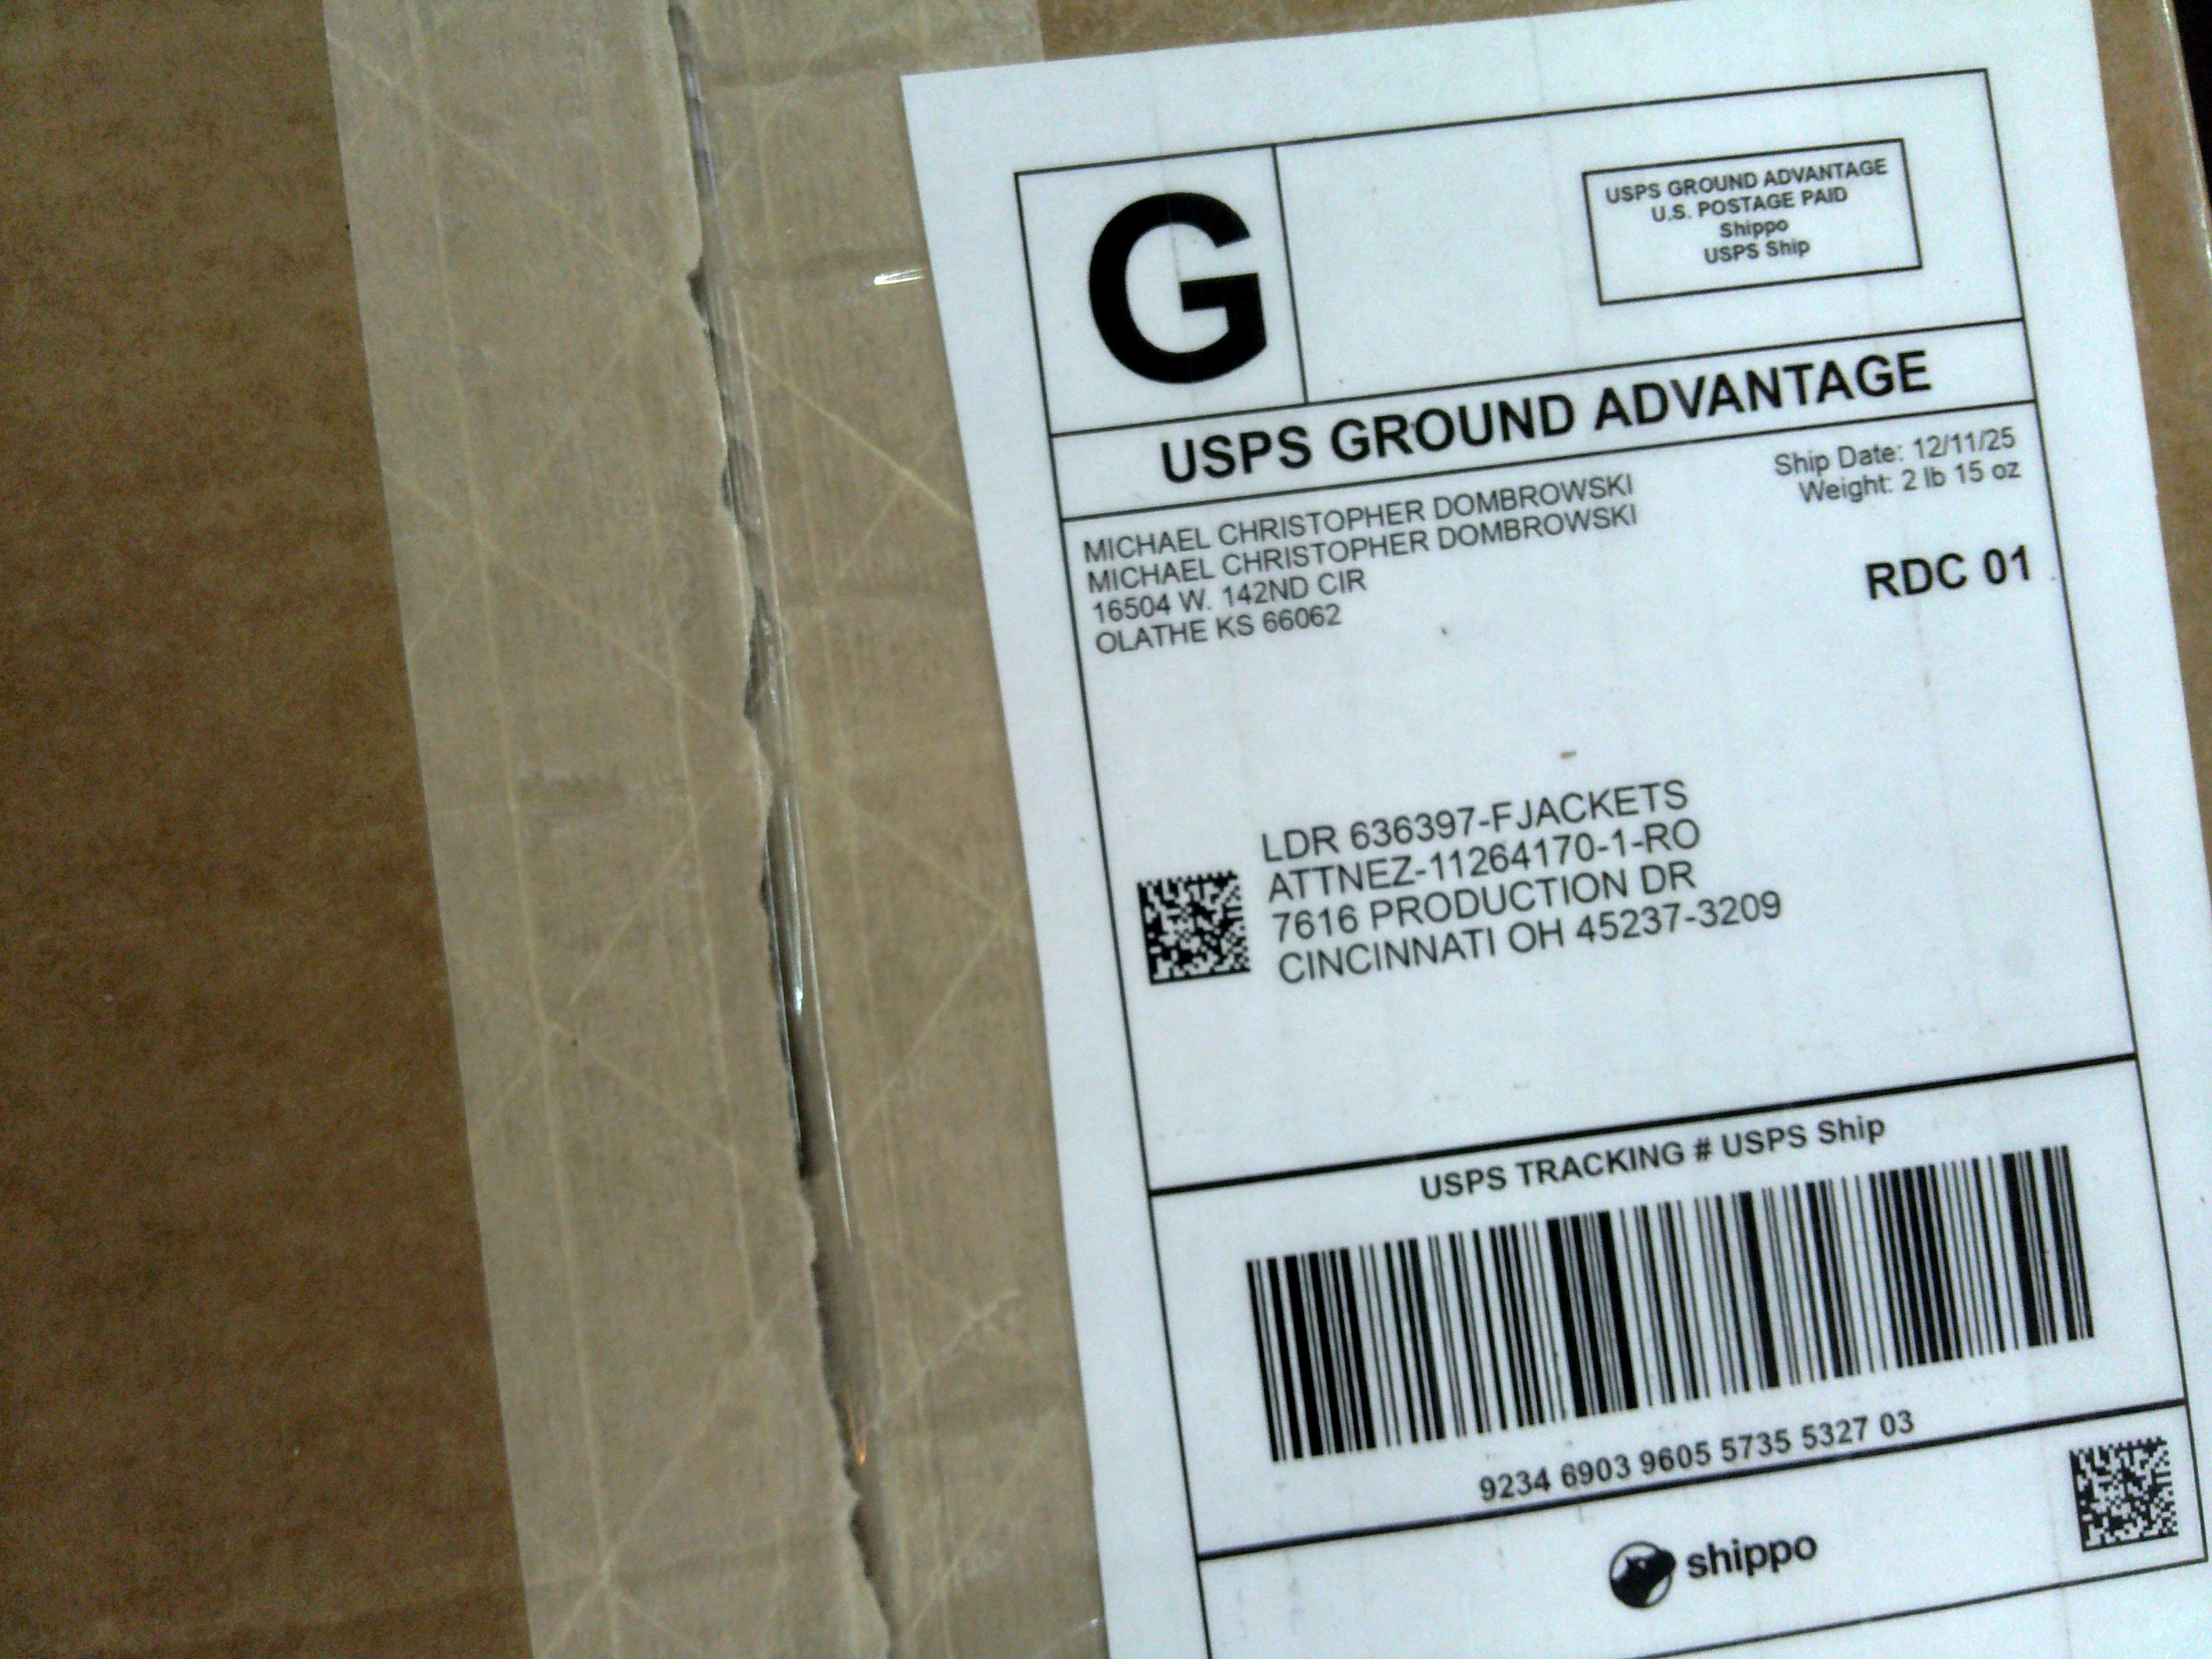 G
USPS GROUND ADVANTAGE
U.S. POSTAGE PAID
Shippo
USPS Ship
USPS GROUND ADVANTAGE
Ship Date: 12/11/25
Weight: 2 lb 15 oz
MICHAEL CHRISTOPHER DOMBROWSKI
MICHAEL CHRISTOPHER DOMBROWSKI
16504 W. 142ND CIR
OLATHE KS 66062
RDC 01
LDR 636397-FJACKETS
ATTNEZ-11264170-1-RO
7616 PRODUCTION DR
CINCINNATI OH 45237-3209
USPS TRACKING # USPS Ship
9234 6903 9605 5735 5327 03
shippo